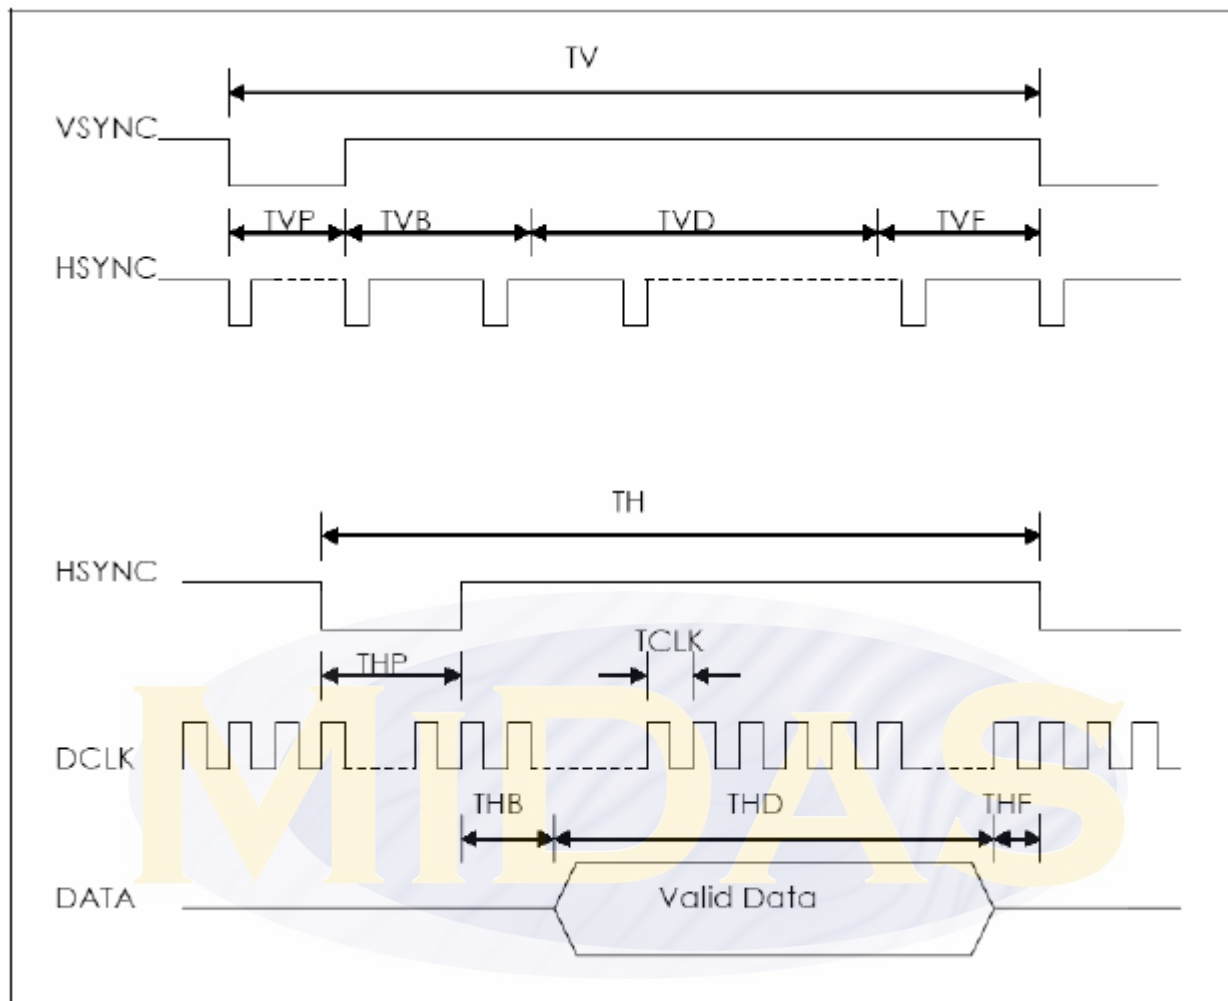 TV
VSYNC
TVP TVB TVD TVF
HSYNC
TH
HSYNC
TCLK
THP
DCLK
THB THD THF
DATA Valid Data
MIDAS